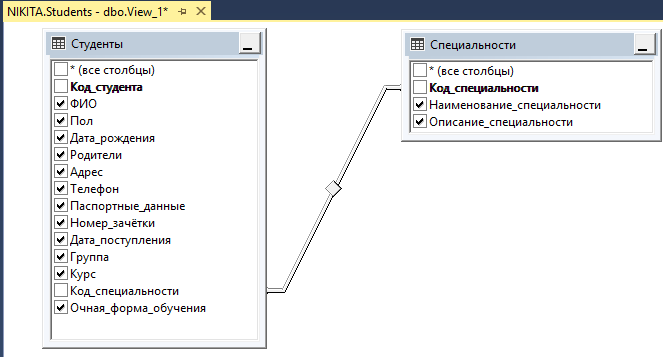 NIKITA.Students - dbo.View_1*
Студенты
* (все столбцы)
Код_студента
ФИО
Пол
Дата_рождения
Родители
Адрес
Телефон
Паспортные_данные
Номер_зачётки
Дата_поступления
Группа
Курс
Код_специальности
Очная_форма_обучения
Специальности
* (все столбцы)
Код_специальности
Наименование_специальности
Описание_специальности